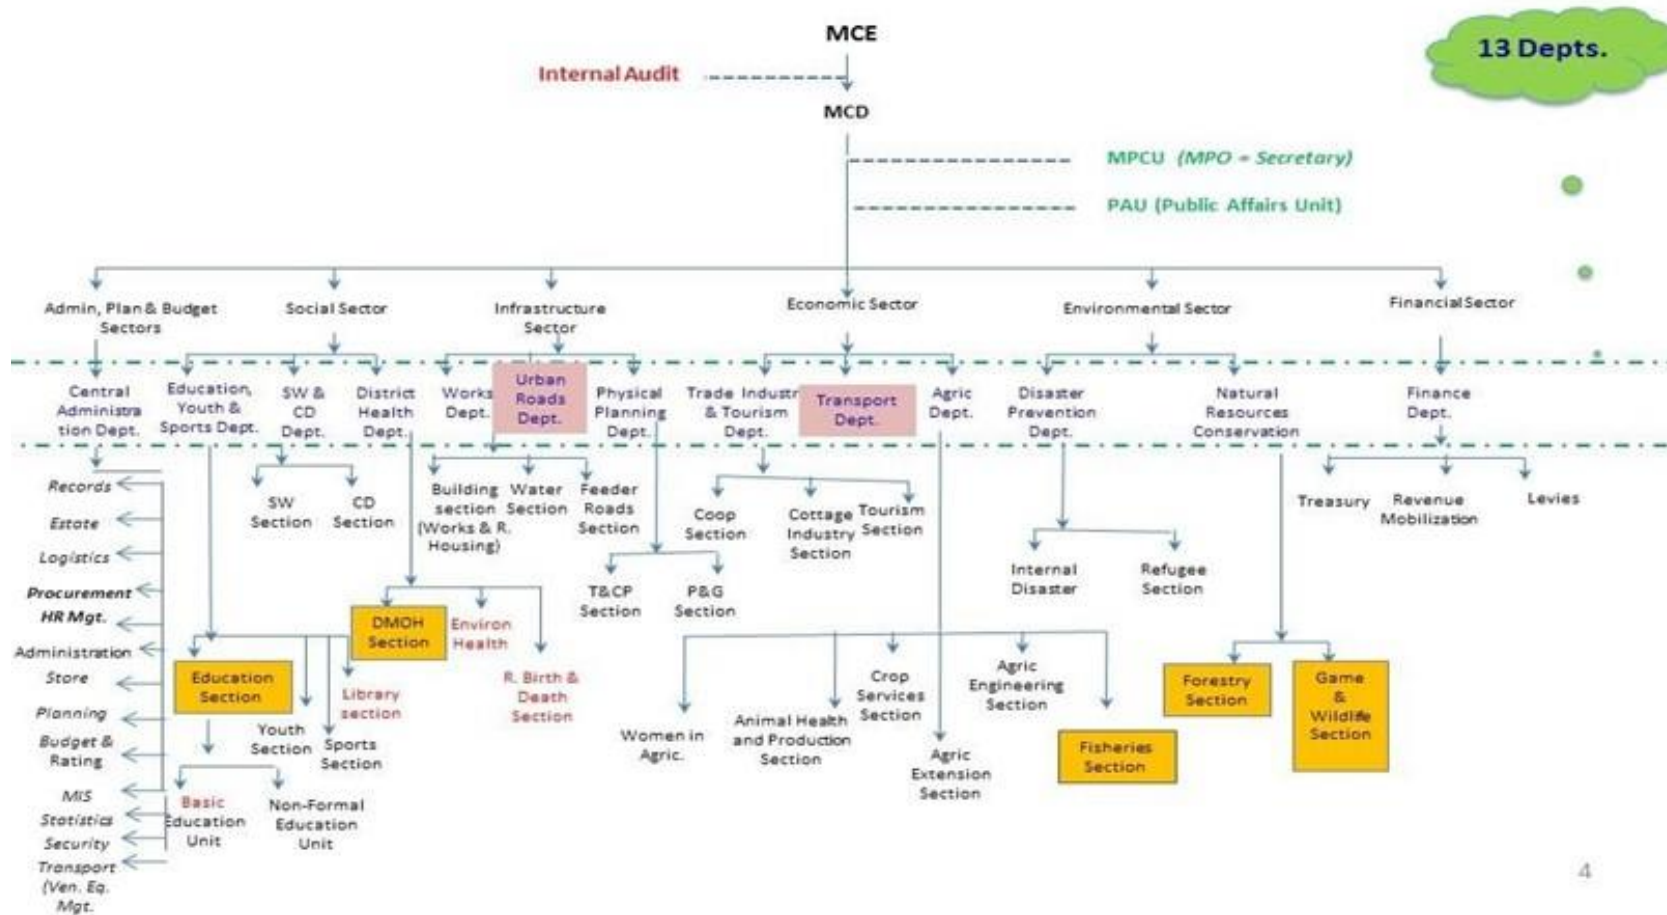 MCE
13 Depts.
Internal Audit
MCD
MPCU (MPO = Secretary)
PAU (Public Affairs Unit)
Admin, Plan & Budget
Sectors
Social Sector
Infrastructure
Sector
Economic Sector
Environmental Sector
Financial Sector
Central
Administra
tion Dept.
Education,
Youth &
Sports Dept.
SW &
CD
Dept.
District
Health
Dept.
Works
Dept.
Urban
Roads
Dept.
Physical
Planning
Dept.
Trade Industr
& Tourism
Dept.
Transport
Dept.
Agric
Dept.
Disaster
Prevention
Dept.
Natural
Resources
Conservation
Finance
Dept.
Records
Estate
Logistics
Procurement
HR Mgt.
Administration
Store
Planning
Budget &
Rating
MIS
Statistics
Security
Transport
(Ven. Eq.
Mgt.
SW
Section
CD
Section
Building
section
(Works & R.
Housing)
Water
Section
Feeder
Roads
Section
Coop
Section
Cottage
Industry
Section
Tourism
Section
Treasury
Revenue
Mobilization
Levies
T&CP
Section
P&G
Section
Internal
Disaster
Refugee
Section
DMOH
Section
Environ
Health
R. Birth &
Death
Section
Education
Section
Youth
Section
Sports
Section
Library
section
Basic
Education
Unit
Non-Formal
Education
Unit
Women in
Agric.
Animal Health
and Production
Section
Crop
Services
Section
Agric
Extension
Section
Agric
Engineering
Section
Fisheries
Section
Forestry
Section
Game
&
Wildlife
Section
4